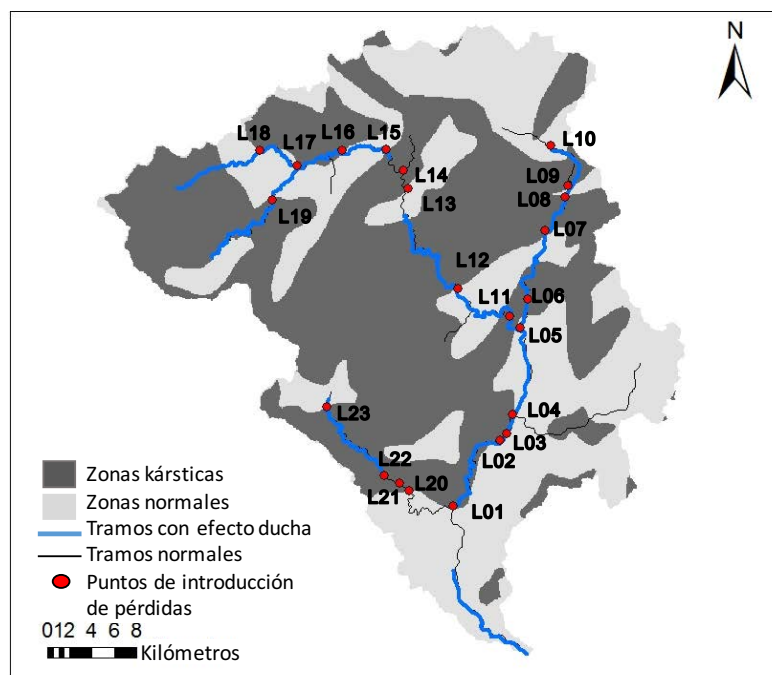 N
L18
L17
L16
L15
L10
L14
L09
L13
L08
L19
L07
L12
L11
L06
L05
L23
L04
L03
L02
L22
L21
L20
L01
Zonas kársticas
Zonas normales
Tramos con efecto ducha
Tramos normales
Puntos de introducción
de pérdidas
012 4 6 8
Kilómetros